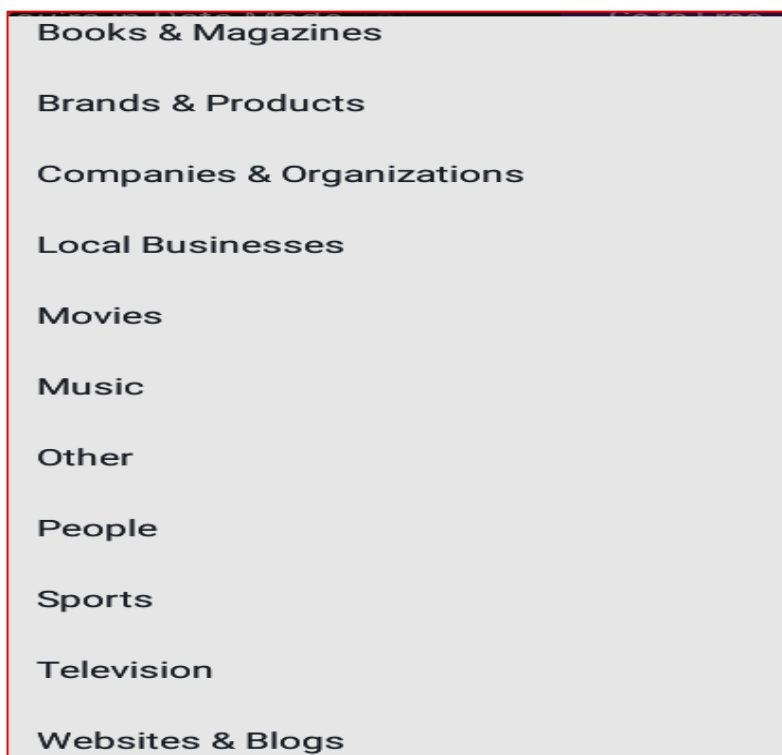 Books & Magazines
Brands & Products
Companies & Organizations
Local Businesses
Movies
Music
Other
People
Sports
Television
Websites & Blogs